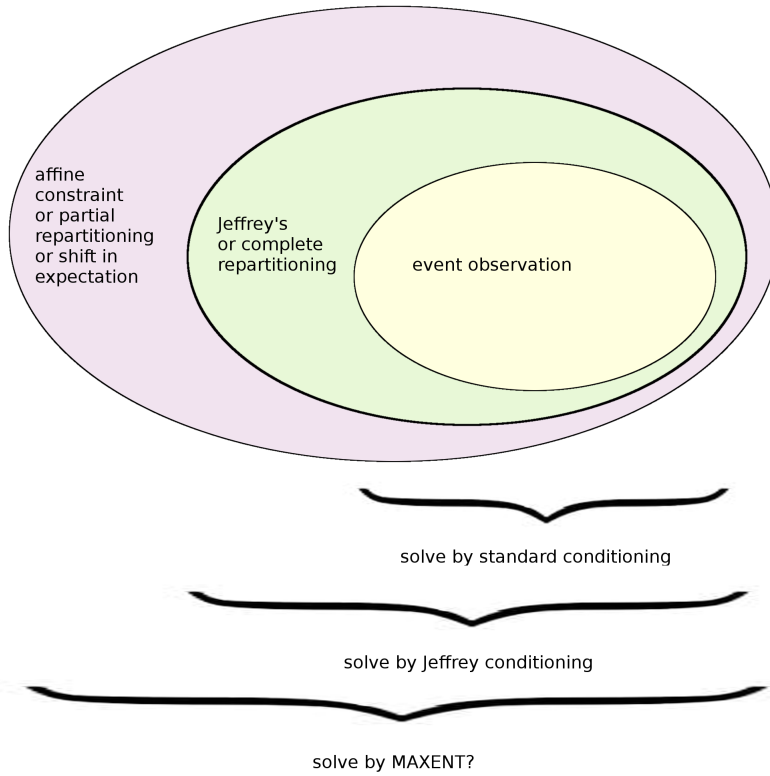 affine
constraint
or partial
repartitioning
or shift in
expectation
Jeffrey's
or complete
repartitioning
event observation
solve by standard conditioning
solve by Jeffrey conditioning
solve by MAXENT?